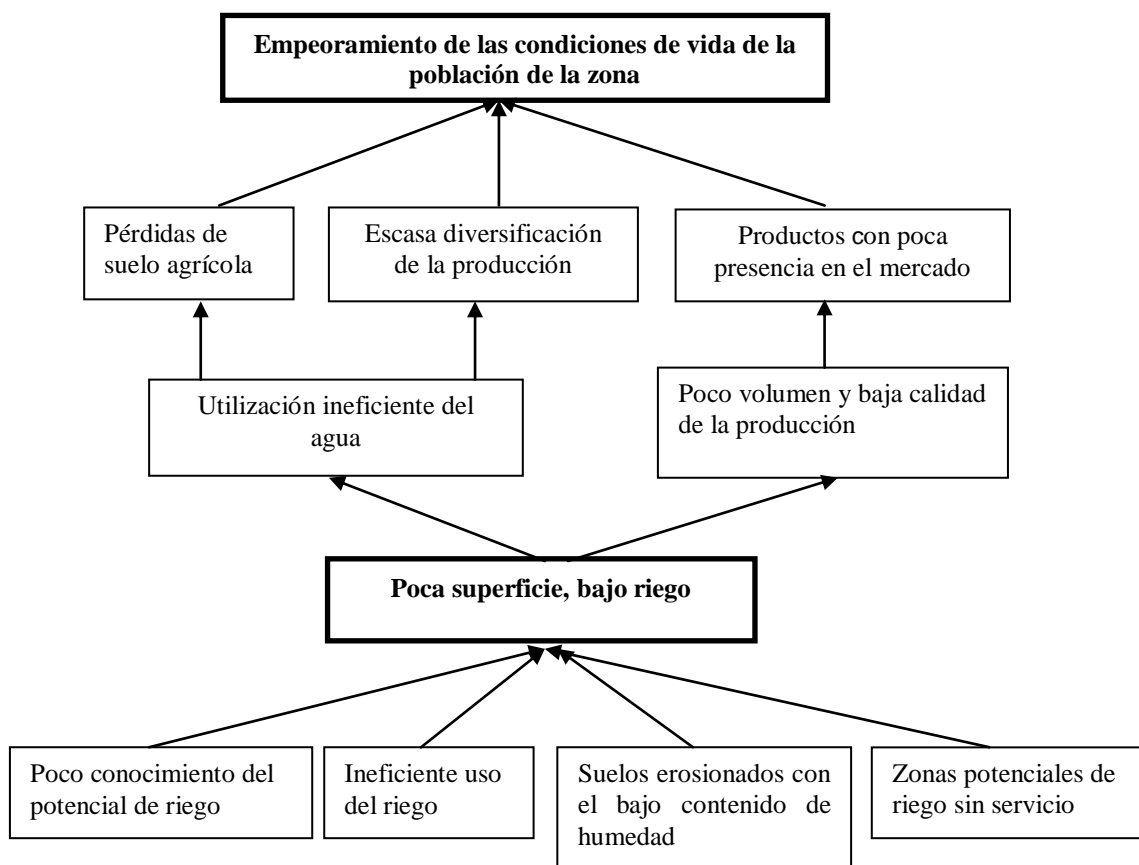 Empeoramiento de las condiciones de vida de la
población de la zona
Pérdidas de
suelo agrícola
Escasa diversificación
de la producción
Productos con poca
presencia en el mercado
Utilización ineficiente del
agua
Poco volumen y baja calidad
de la producción
Poca superficie, bajo riego
Poco conocimiento del
potencial de riego
Ineficiente uso
del riego
Suelos erosionados con
el bajo contenido de
humedad
Zonas potenciales de
riego sin servicio